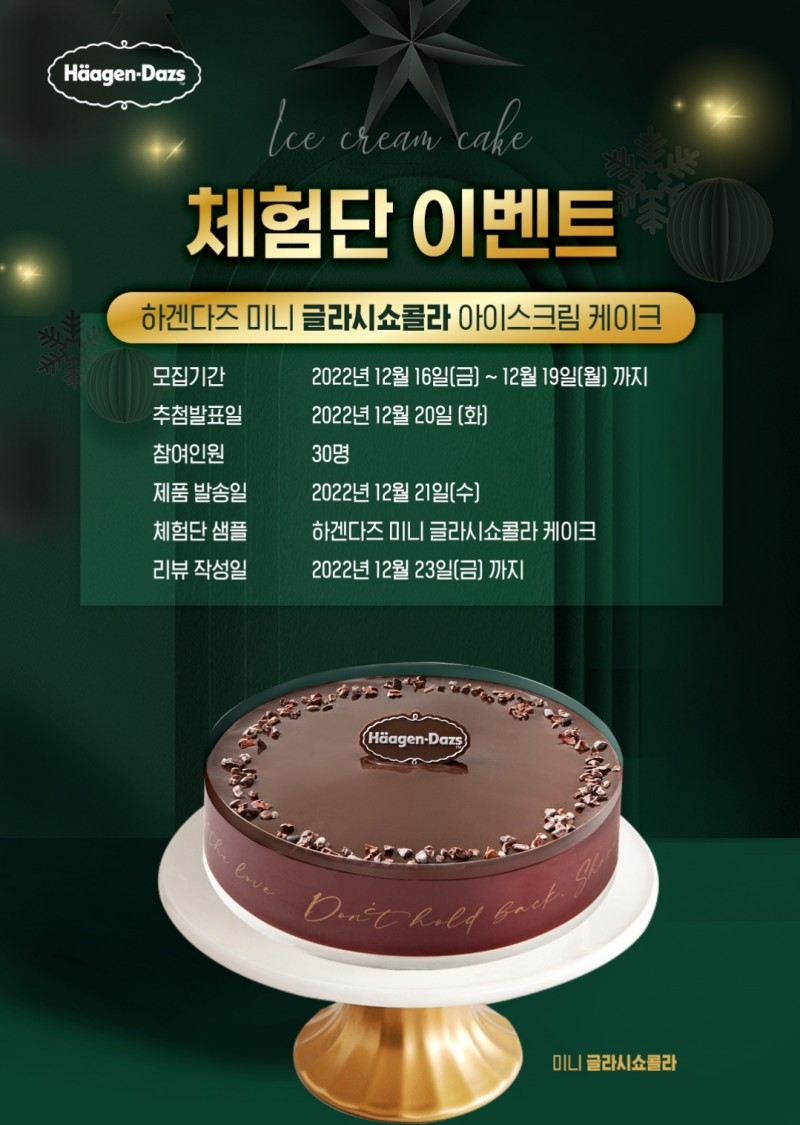 Häagen-Dazs
Ice cream cake
체험단 이벤트
하겐다즈 미니 글라시쇼콜라 아이스크림 케이크
모집기간 2022년 12월 16일(금) ~ 12월 19일(월) 까지
추첨발표일 2022년 12월 20일 (화)
참여인원 30명
제품 발송일 2022년 12월 21일(수)
체험단 샘플 하겐다즈 미니 글라시쇼콜라 케이크
리뷰 작성일 2022년 12월 23일(금) 까지
Häagen-Dazs
the love Don't hold back.
미니 글라시쇼콜라